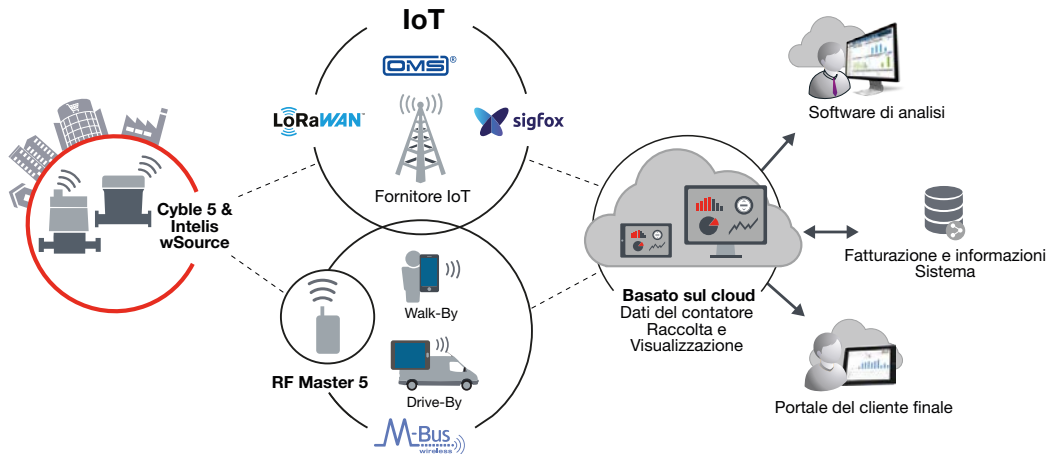 IoT
OMS®
LoRaWAN™
sigfox
Fornitore IoT
Cyble 5 &
Intelis
wSource
Walk-By
RF Master 5
Drive-By
M-Bus
wireless
Basato sul cloud
Dati del contatore
Raccolta e
Visualizzazione
Software di analisi
Fatturazione e informazioni
Sistema
Portale del cliente finale